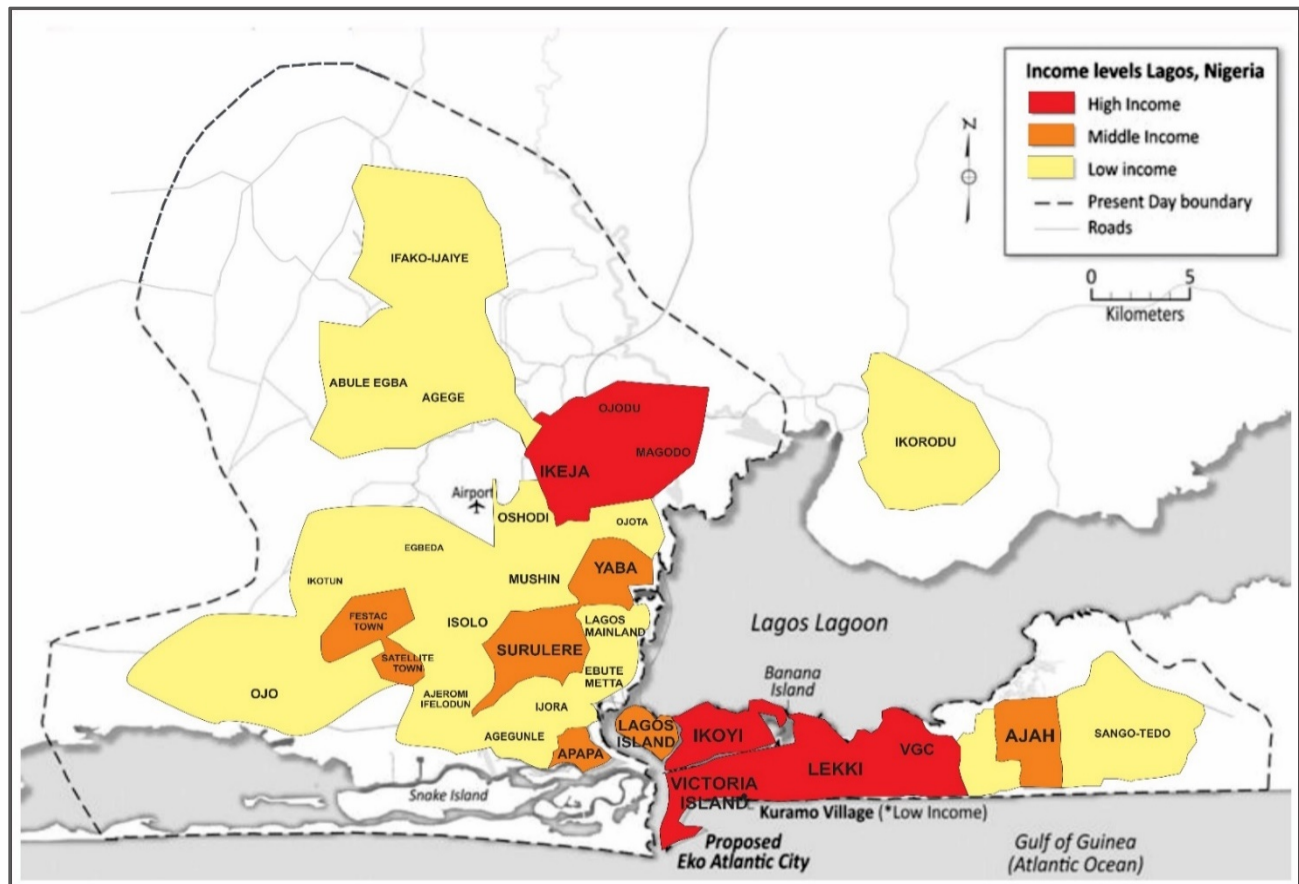 Income levels Lagos, Nigeria
High Income
Middle Income
Low income
Present Day boundary
Roads
N
0 5
Kilometers
IFAKO-IJAIYE
ABULE EGBA
AGEGE
OJODU
MAGODO
IKEJA
IKORODU
Airport
OSHODI
OJOTA
EGBEDA
MUSHIN
YABA
IKOTUN
FESTAC
TOWN
ISOLO
SURULERE
LAGOS
MAINLAND
SATELLITE
TOWN
EBUTE
METTA
OJO
AJEROMI
IFELODUN
IJORA
AGEGUNLE
APAPA
Lagos Lagoon
Banana
Island
LAGOS
ISLAND
IKOYI
VGC
LEKKI
AJAH
SANGO-TEDO
VICTORIA
ISLAND
Snake Island
Kuramo Village (*Low Income)
Proposed
Eko Atlantic City
Gulf of Guinea
(Atlantic Ocean)